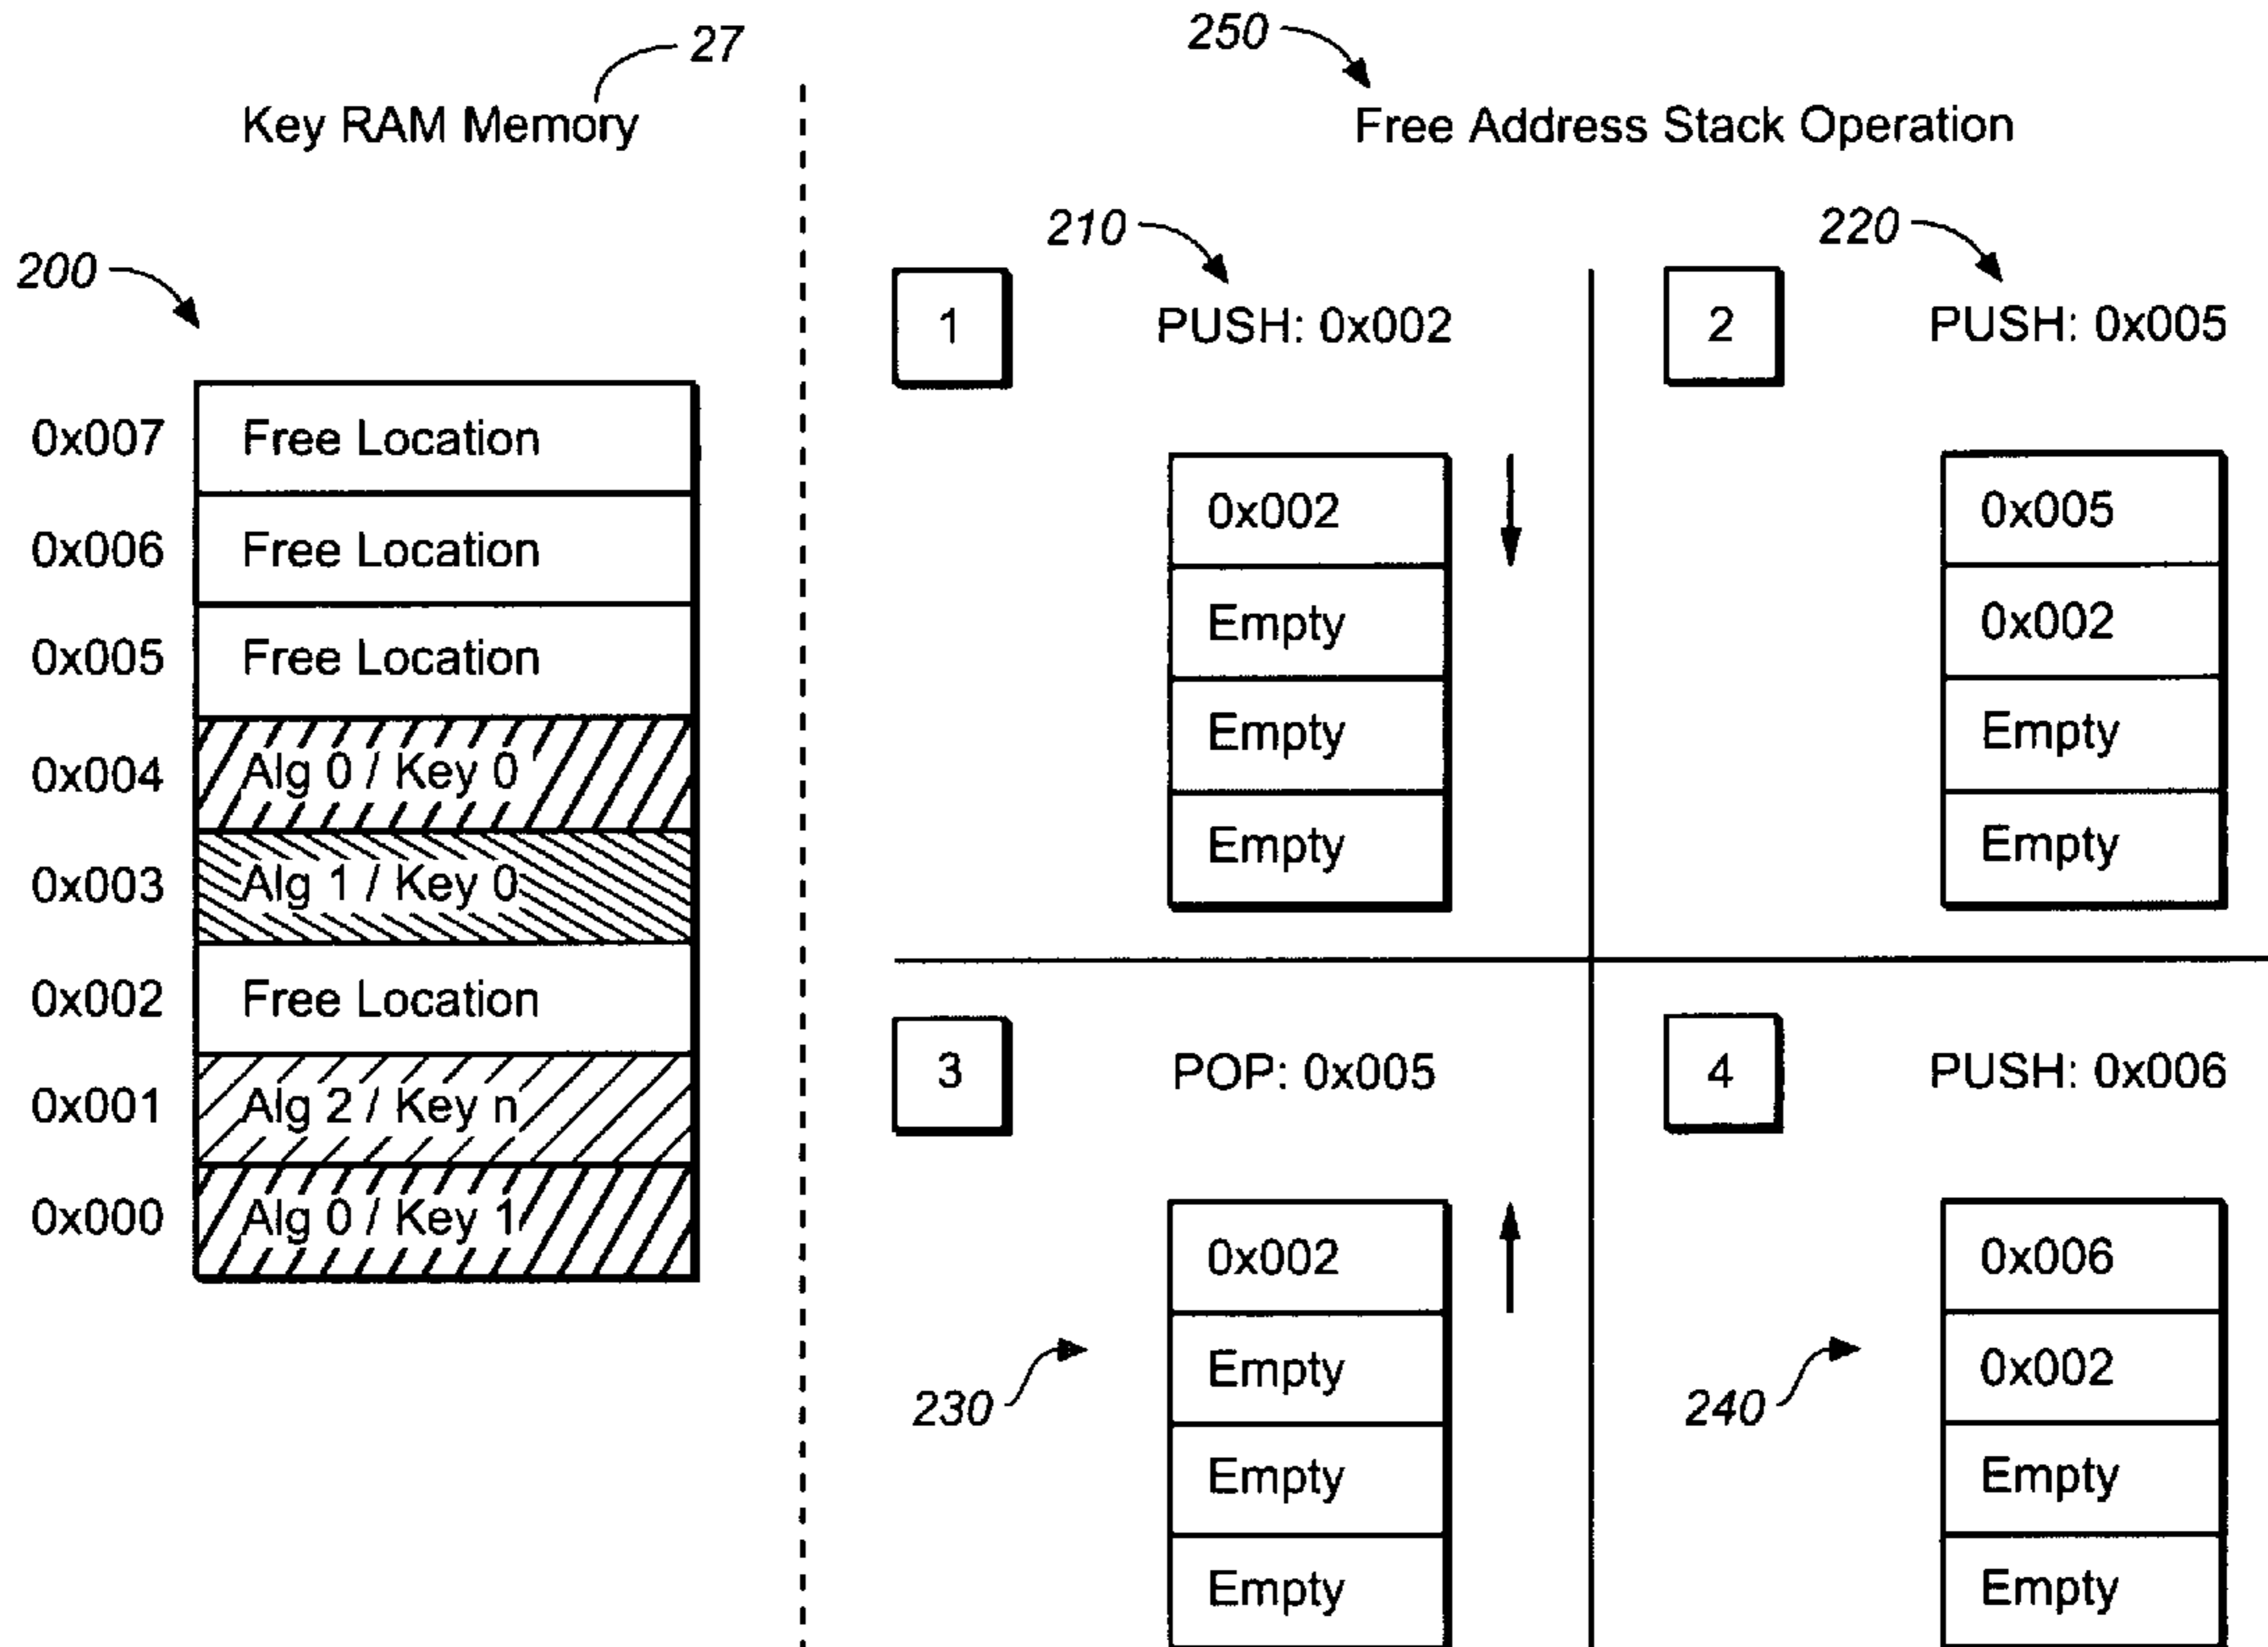 27
Key RAM Memory
200
0x007 Free Location
0x006 Free Location
0x005 Free Location
0x004 Alg 0 / Key 0
0x003 Alg 1 / Key 0
0x002 Free Location
0x001 Alg 2 / Key n
0x000 Alg 0 / Key 1
250
Free Address Stack Operation
210
1 PUSH: 0x002
0x002
Empty
Empty
Empty
220
2 PUSH: 0x005
0x005
0x002
Empty
Empty
3 POP: 0x005
0x002
230
Empty
Empty
Empty
4 PUSH: 0x006
0x006
240
0x002
Empty
Empty